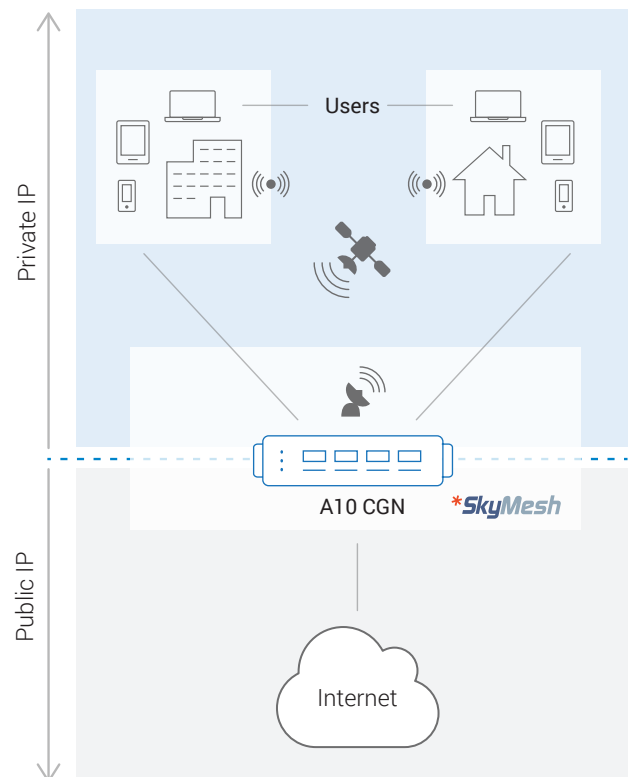 Users
Private IP
A10 CGN
*SkyMesh
Public IP
Internet